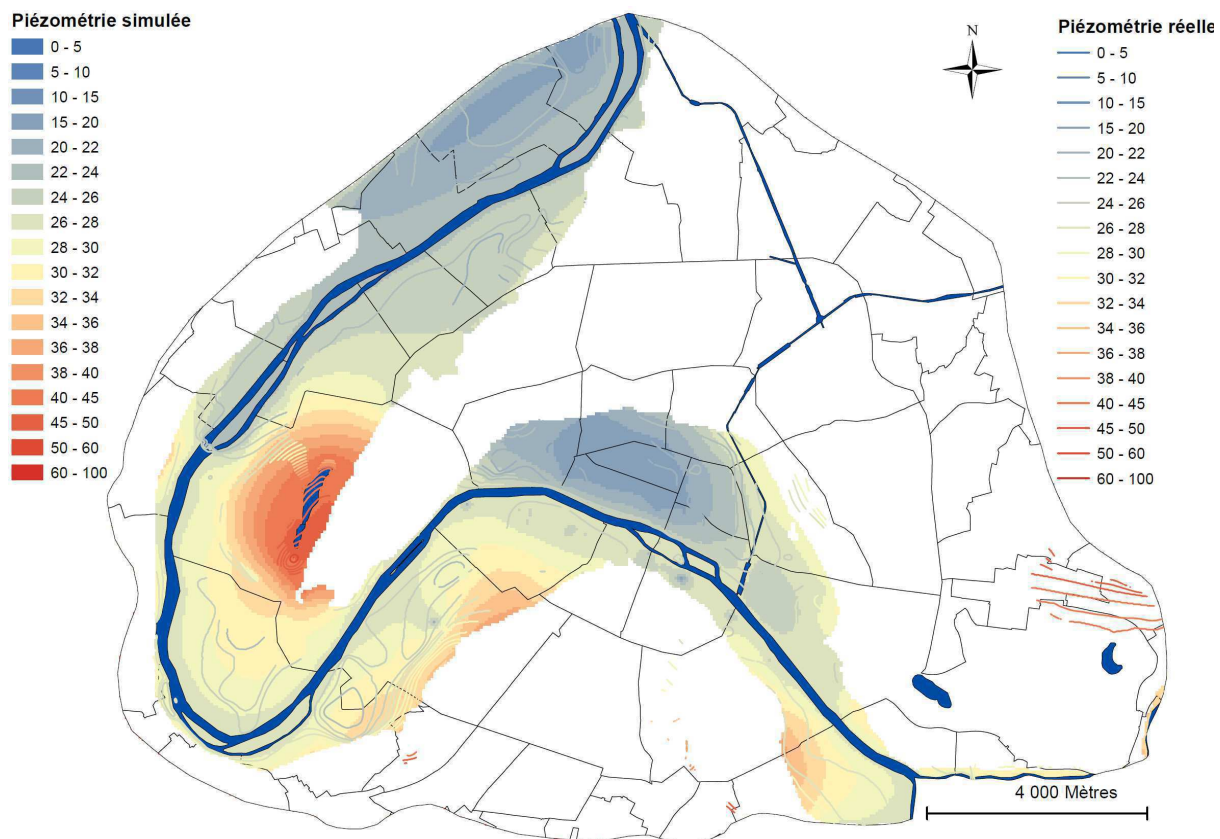 Piézométrie simulée
0 - 5
5 - 10
10 - 15
15 - 20
20 - 22
22 - 24
24 - 26
26 - 28
28 - 30
30 - 32
32 - 34
34 - 36
36 - 38
38 - 40
40 - 45
45 - 50
50 - 60
60 - 100
N
Piézométrie réelle
0 - 5
5 - 10
10 - 15
15 - 20
20 - 22
22 - 24
24 - 26
26 - 28
28 - 30
30 - 32
32 - 34
34 - 36
36 - 38
38 - 40
40 - 45
45 - 50
50 - 60
60 - 100
4 000 Mètres